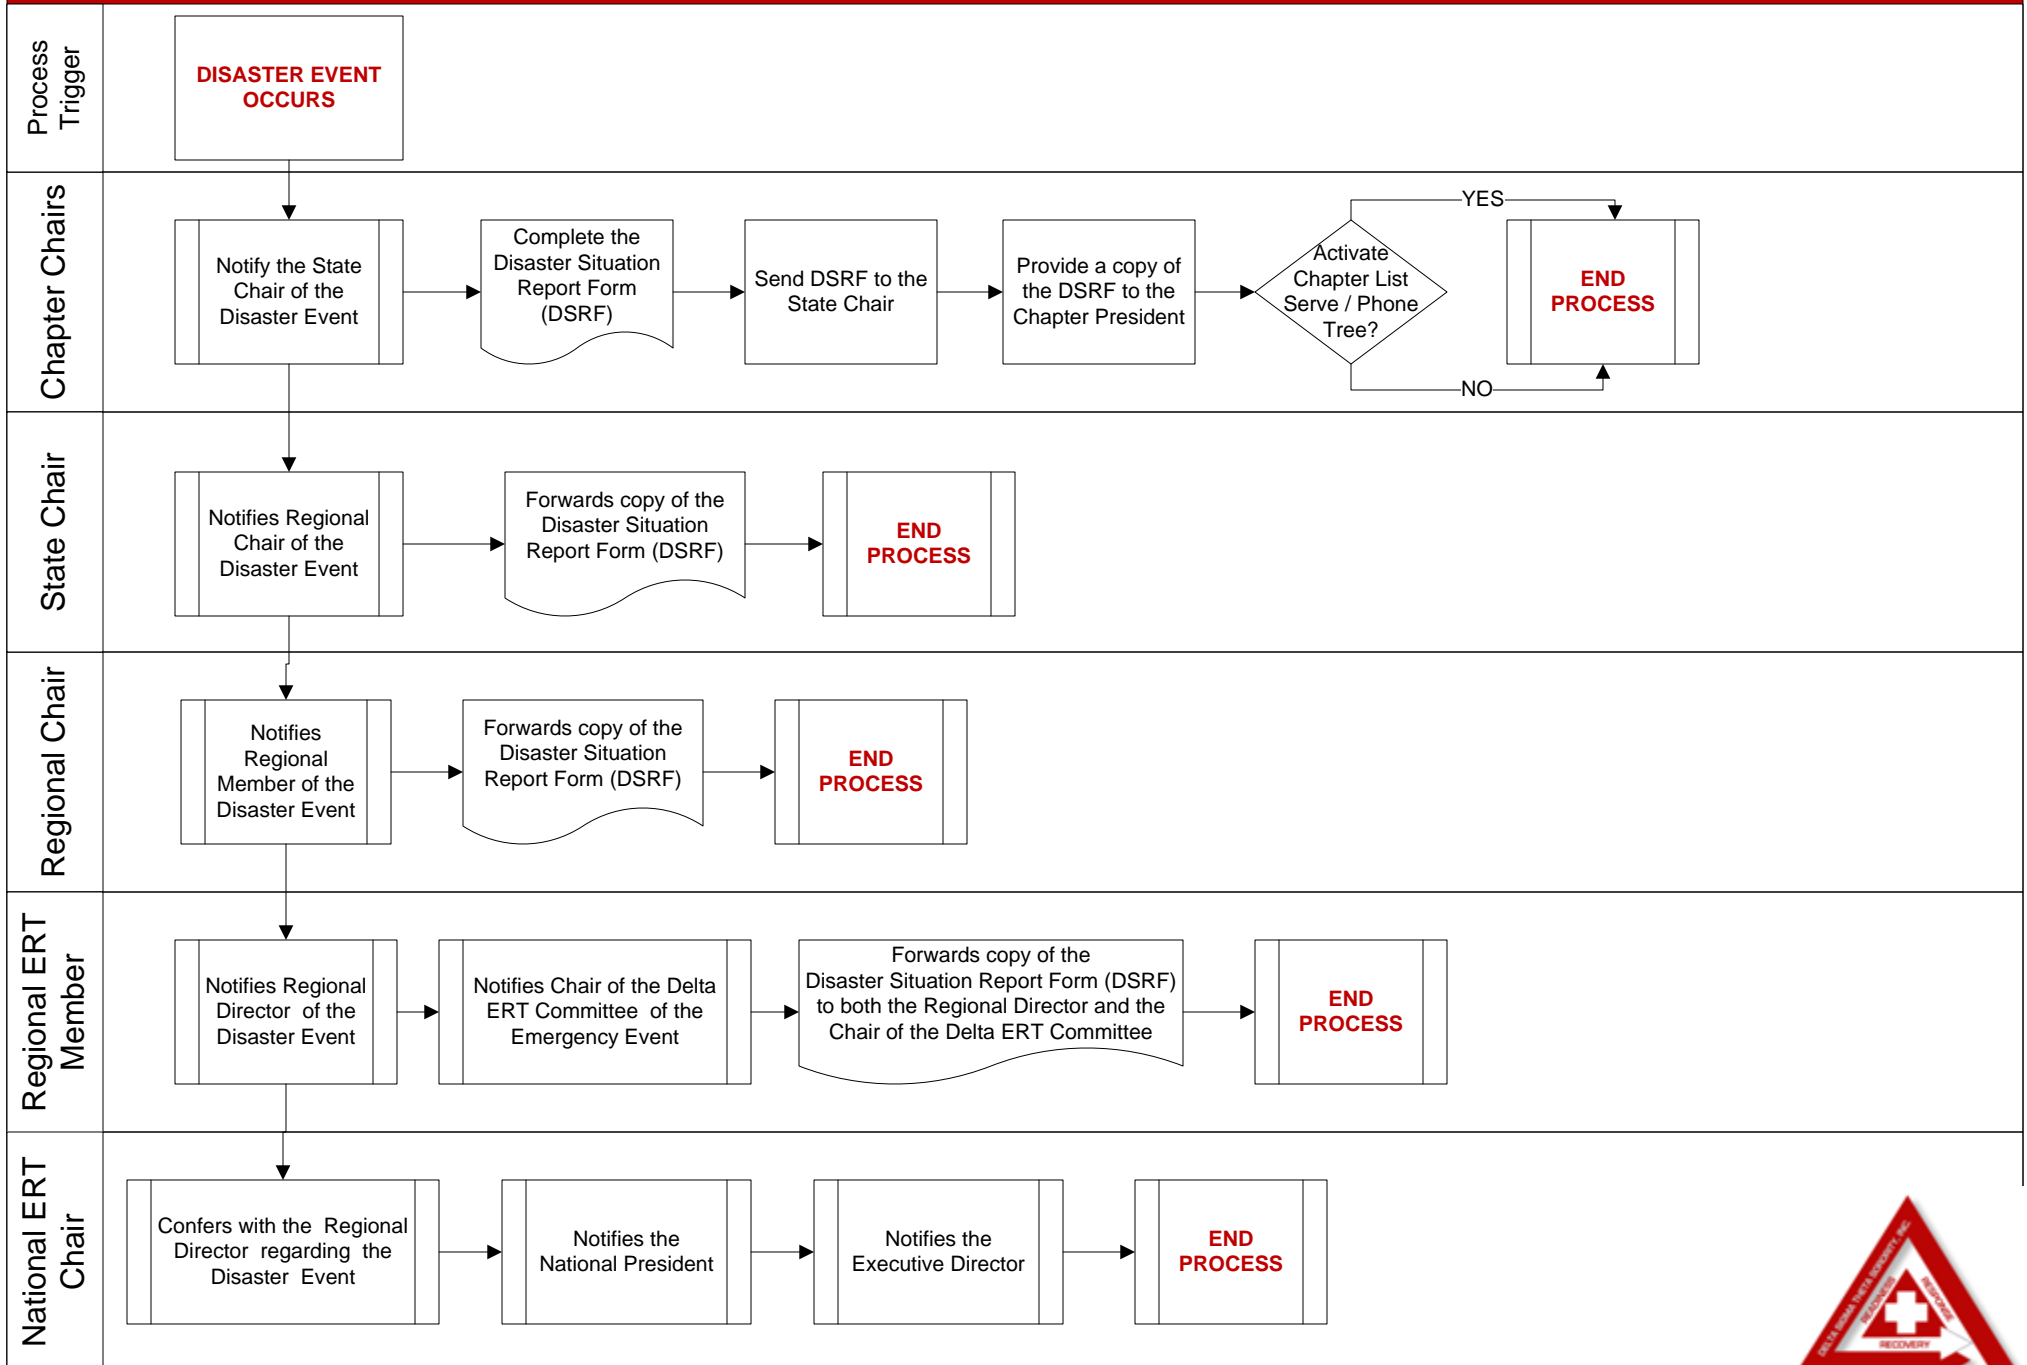 Process
Trigger
DISASTER EVENT
OCCURS
Chapter Chairs
Notify the State
Chair of the
Disaster Event
Complete the
Disaster Situation
Report Form
(DSRF)
Send DSRF to the
State Chair
Provide a copy of
the DSRF to the
Chapter President
Activate
Chapter List
Serve / Phone
Tree?
YES
NO
END
PROCESS
State Chair
Notifies Regional
Chair of the
Disaster Event
Forwards copy of the
Disaster Situation
Report Form (DSRF)
END
PROCESS
Regional Chair
Notifies
Regional
Member of the
Disaster Event
Forwards copy of the
Disaster Situation
Report Form (DSRF)
END
PROCESS
Regional ERT
Member
Notifies Regional
Director of the
Disaster Event
Notifies Chair of the Delta
ERT Committee of the
Emergency Event
Forwards copy of the
Disaster Situation Report Form (DSRF)
to both the Regional Director and the
Chair of the Delta ERT Committee
END
PROCESS
National ERT
Chair
Confers with the Regional
Director regarding the
Disaster Event
Notifies the
National President
Notifies the
Executive Director
END
PROCESS
DELTA SIGMA THETA SORORITY, INC.
READINESS
RESPONSE
RECOVERY